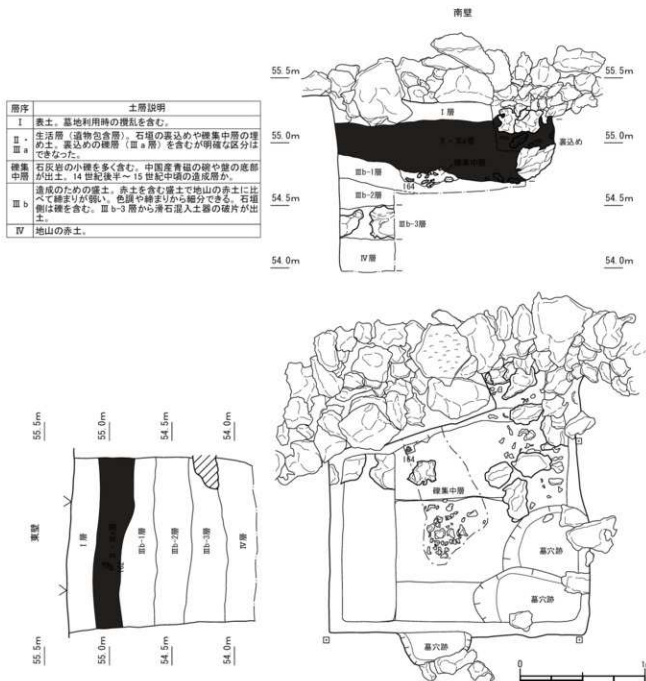 南壁
55.5m
55.5m
55.0m
55.0m
54.5m
54.5m
54.0m
54.0m
Ⅰ層
裏込め
礫集中層
Ⅲb-1層
164
Ⅲb-2層
Ⅲb-3層
Ⅳ層
層序 土層説明
Ⅰ 表土。墓地利用時の攪乱を含む。
Ⅱ・Ⅲa 生活層（遺物包含層）。石垣の裏込めや礫集中層の埋
め土。裏込めの礫層（Ⅲa層）を含むが明確な区分は
できなった。
礫集中層 石灰岩の小礫を多く含む。中国産青磁の碗や盤の底部
が出土。14世紀後半～15世紀中頃の造成層か。
Ⅲb 造成のための盛土。赤土を含む盛土で地山の赤土に比
べて締まりが弱い。色調や締まりから細分できる。石垣
側は礫を含む。Ⅲb-3層から滑石混入土器の破片が出
土。
Ⅳ 地山の赤土。
55.5m
55.0m
54.5m
54.0m
東壁
Ⅰ層
Ⅲb-1層
Ⅲb-2層
Ⅲb-3層
Ⅳ層
55.5m
55.0m
54.5m
54.0m
164
礫集中層
墓穴跡
墓穴跡
墓穴跡
0